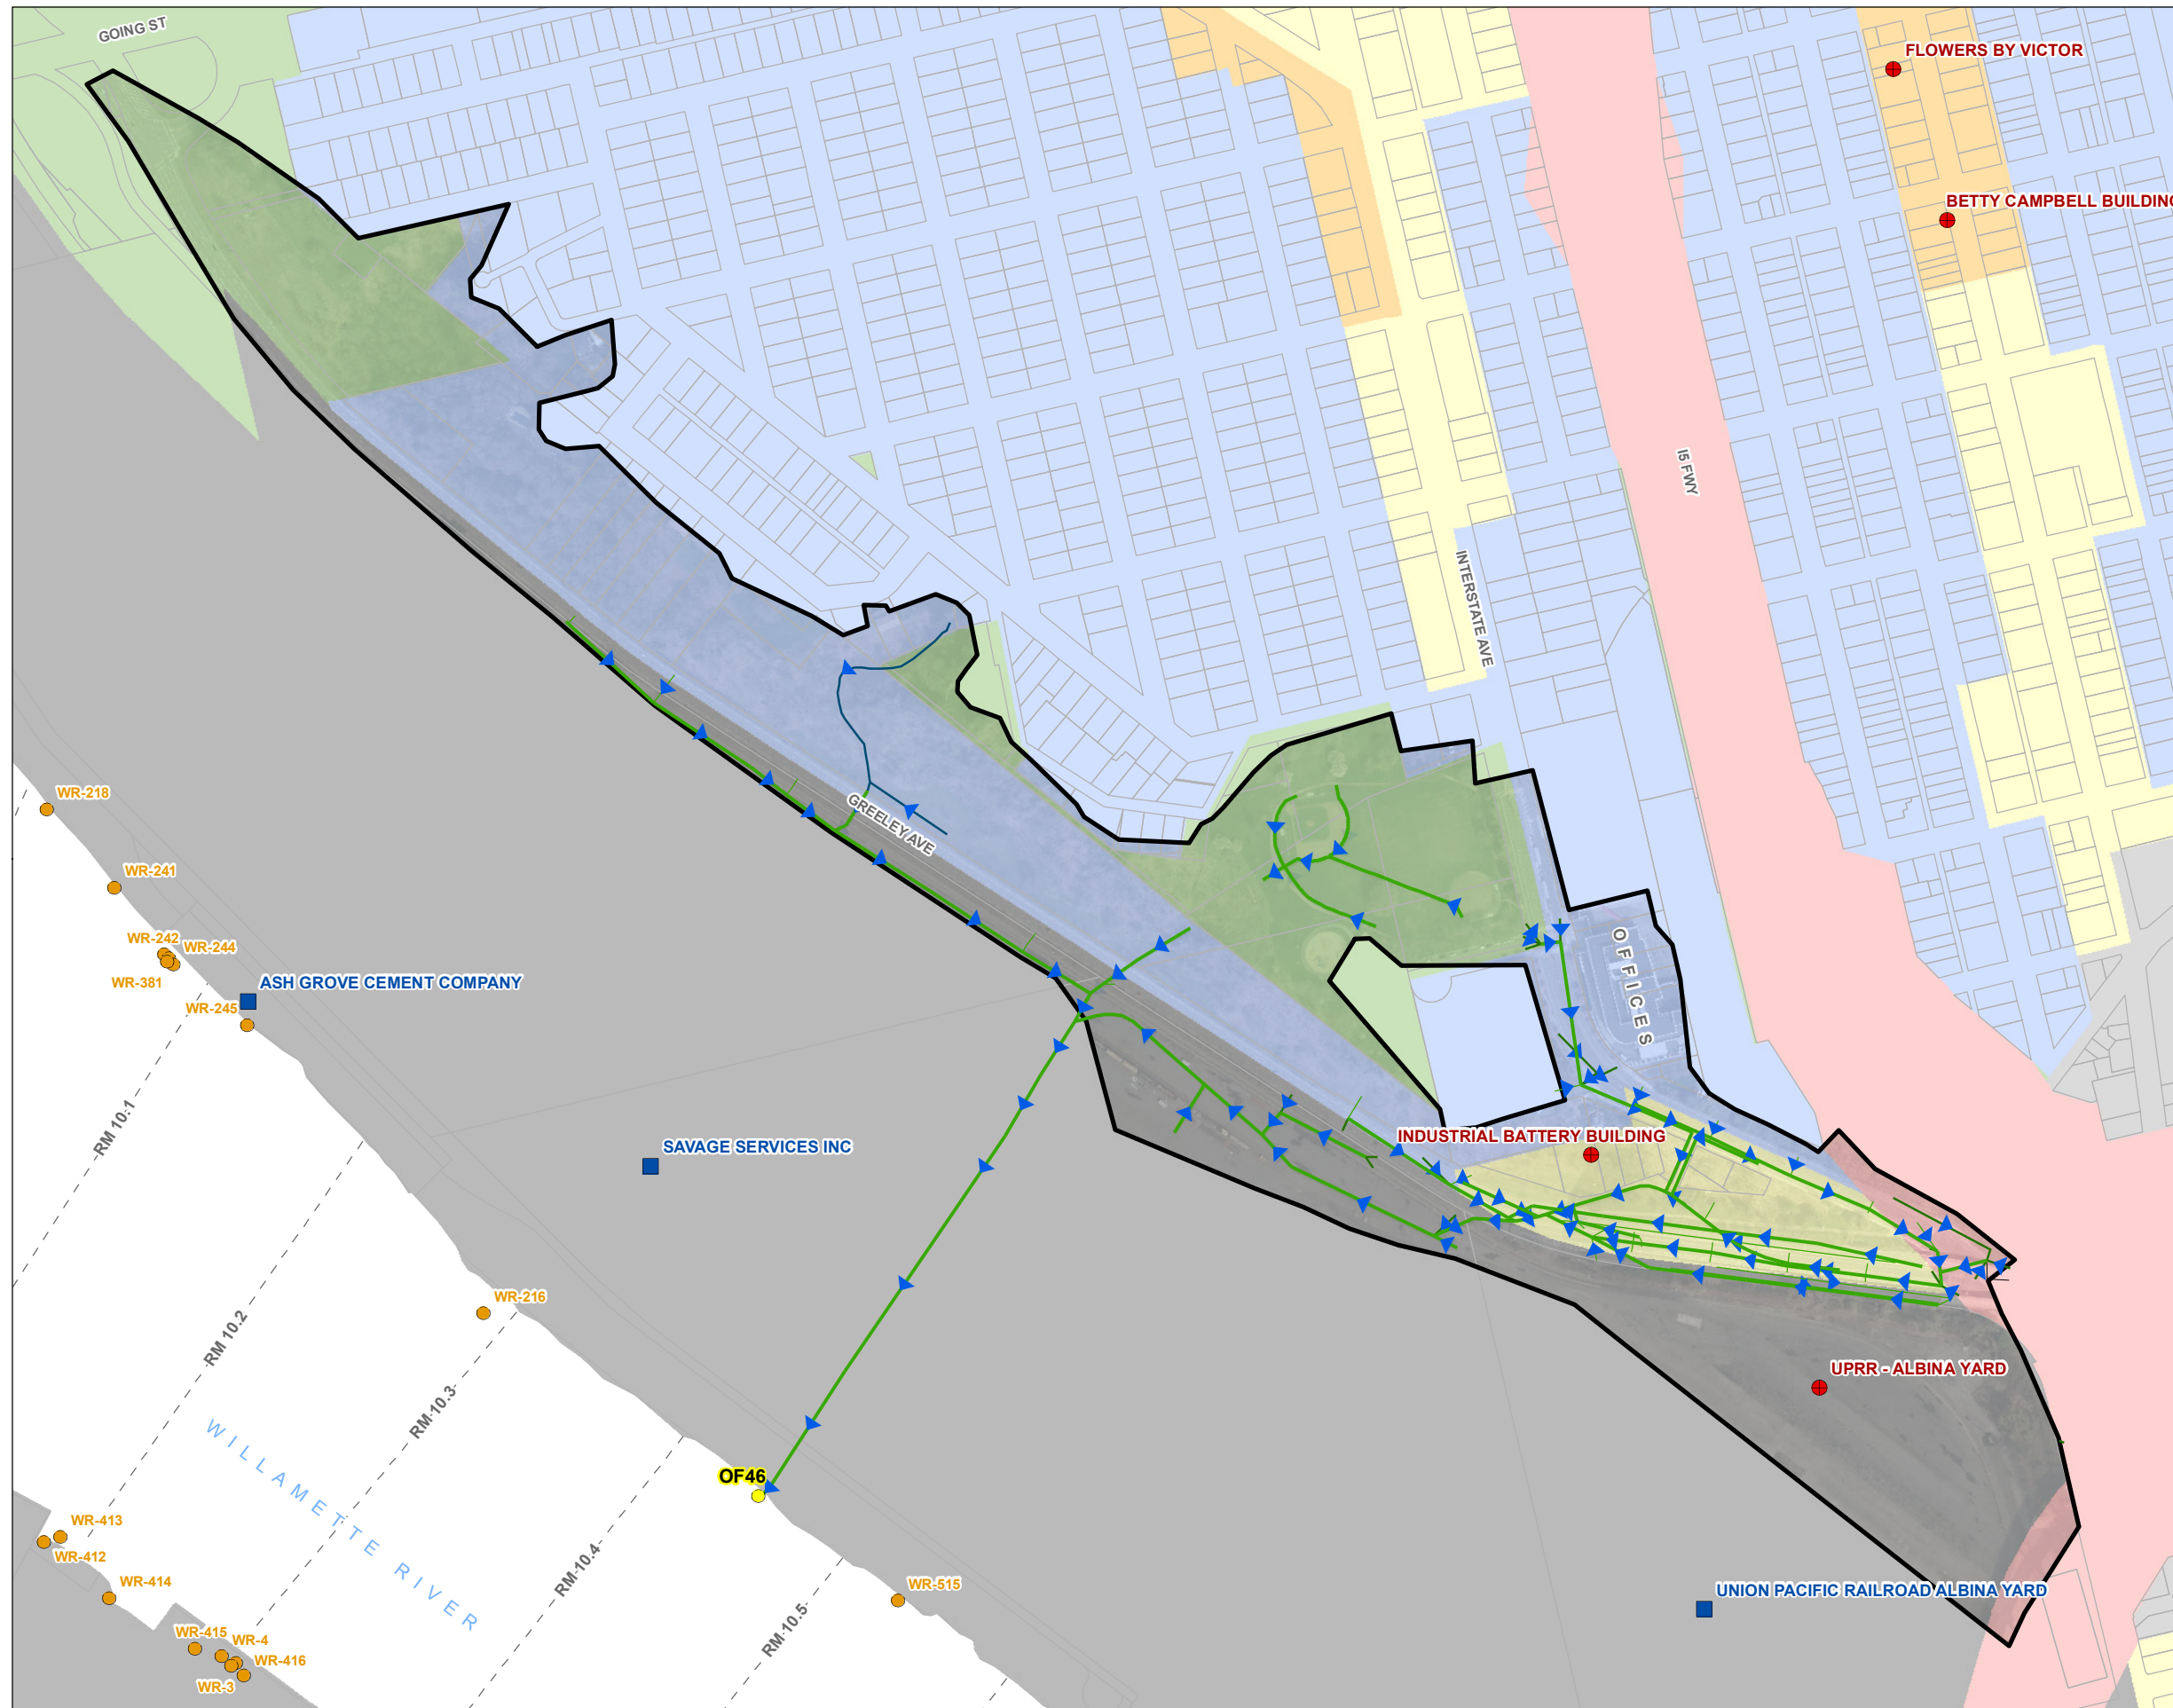 GOING ST
FLOWERS BY VICTOR
BETTY CAMPBELL BUILDING
I5 FWY
INTERSTATE AVE
WR-218
GREELEY AVE
WR-241
WR-242
WR-244
WR-381
ASH GROVE CEMENT COMPANY
WR-245
OFFICES
RM 10.1
SAVAGE SERVICES INC
INDUSTRIAL BATTERY BUILDING
WR-216
RM 10.2
UPRR - ALBINA YARD
RM 10.3
WILLAMETTE RIVER
OF46
WR-413
WR-412
RM 10.4
WR-414
WR-515
UNION PACIFIC RAILROAD ALBINA YARD
RM 10.5
WR-415
WR-4
WR-416
WR-3